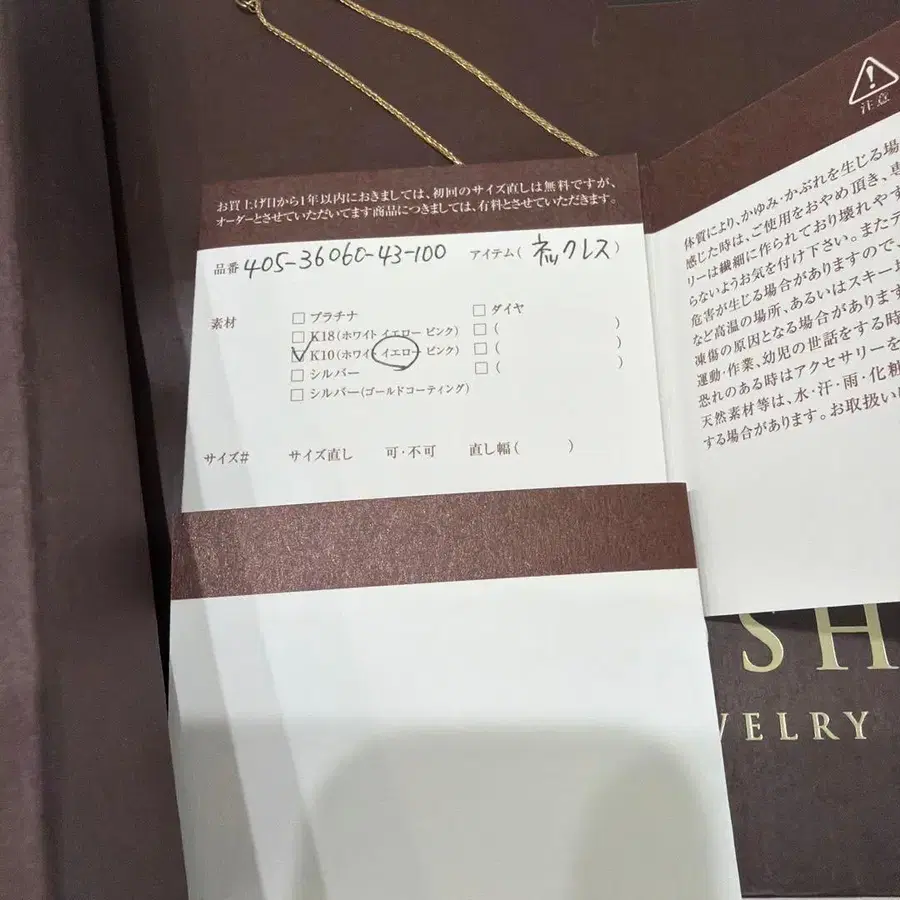 お買上げ日から1年以内におきましては、初回のサイズ直しは無料ですが、
オーダーとさせていただいてます商品につきましては、有料とさせていただきます。
品番 405-36060-43-100 アイテム( ネックレス )
素材
□ プラチナ
□ K18(ホワイト イエロー ピンク)
☑ K10(ホワイト イエロー ピンク)
□ シルバー
□ シルバー(ゴールドコーティング)
□ ダイヤ
□ ( )
□ ( )
□ ( )
サイズ# サイズ直し 可・不可 直し幅( )
注意
体質により、かゆみ・かぶれを生じる場
感じた時は、ご使用をおやめ頂き、専
リーは繊細に作られており壊れやす
らないようお気を付け下さい。またテ
危害が生じる場合がありますので、
など高温の場所、あるいはスキー場
凍傷の原因となる場合があります
運動・作業、幼児の世話をする時
恐れのある時はアクセサリーを
天然素材等は、水・汗・雨・化粧
する場合があります。お取扱い
SH
WELRY